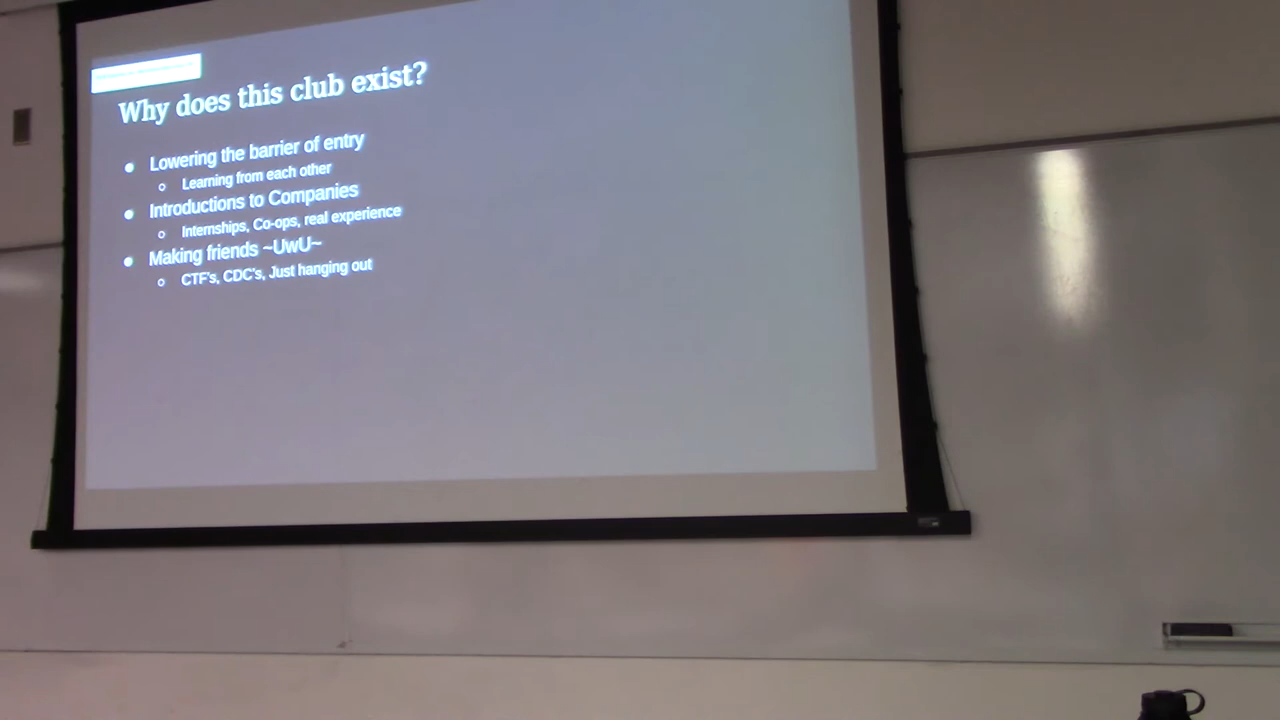 Why does this club exist?
Lowering the barrier of entry
Learning from each other
Introductions to Companies
Internships, Co-ops, real experience
Making friends ~UwU~
CTF's, CDC's, Just hanging out